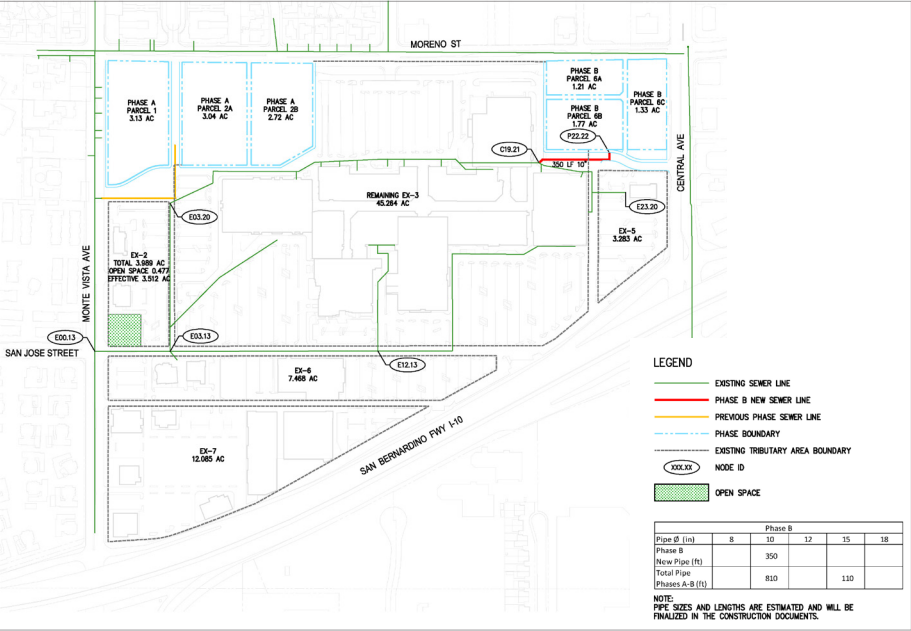 MORENO ST
PHASE A
PARCEL 1
3.13 AC
PHASE A
PARCEL 2A
3.04 AC
PHASE A
PARCEL 2B
2.72 AC
PHASE B
PARCEL 6A
1.21 AC
PHASE B
PARCEL 6B
1.77 AC
PHASE B
PARCEL 6C
1.33 AC
P22.22
C19.21
350 LF 10"
CENTRAL AVE
REMAINING EX-3
45.264 AC
E03.20
E23.20
EX-5
3.283 AC
EX-2
TOTAL 3.989 AC
OPEN SPACE 0.477
EFFECTIVE 3.512 AC
MONTE VISTA AVE
E00.13
E03.13
SAN JOSE STREET
E12.13
EX-6
7.468 AC
EX-7
12.085 AC
SAN BERNARDINO FWY I-10
LEGEND
EXISTING SEWER LINE
PHASE B NEW SEWER LINE
PREVIOUS PHASE SEWER LINE
PHASE BOUNDARY
EXISTING TRIBUTARY AREA BOUNDARY
XXX.XX NODE ID
OPEN SPACE
Phase B
Pipe Ø (in) 8 10 12 15 18
Phase B
New Pipe (ft) 350
Total Pipe
Phases A-B (ft) 810 110
NOTE:
PIPE SIZES AND LENGTHS ARE ESTIMATED AND WILL BE
FINALIZED IN THE CONSTRUCTION DOCUMENTS.